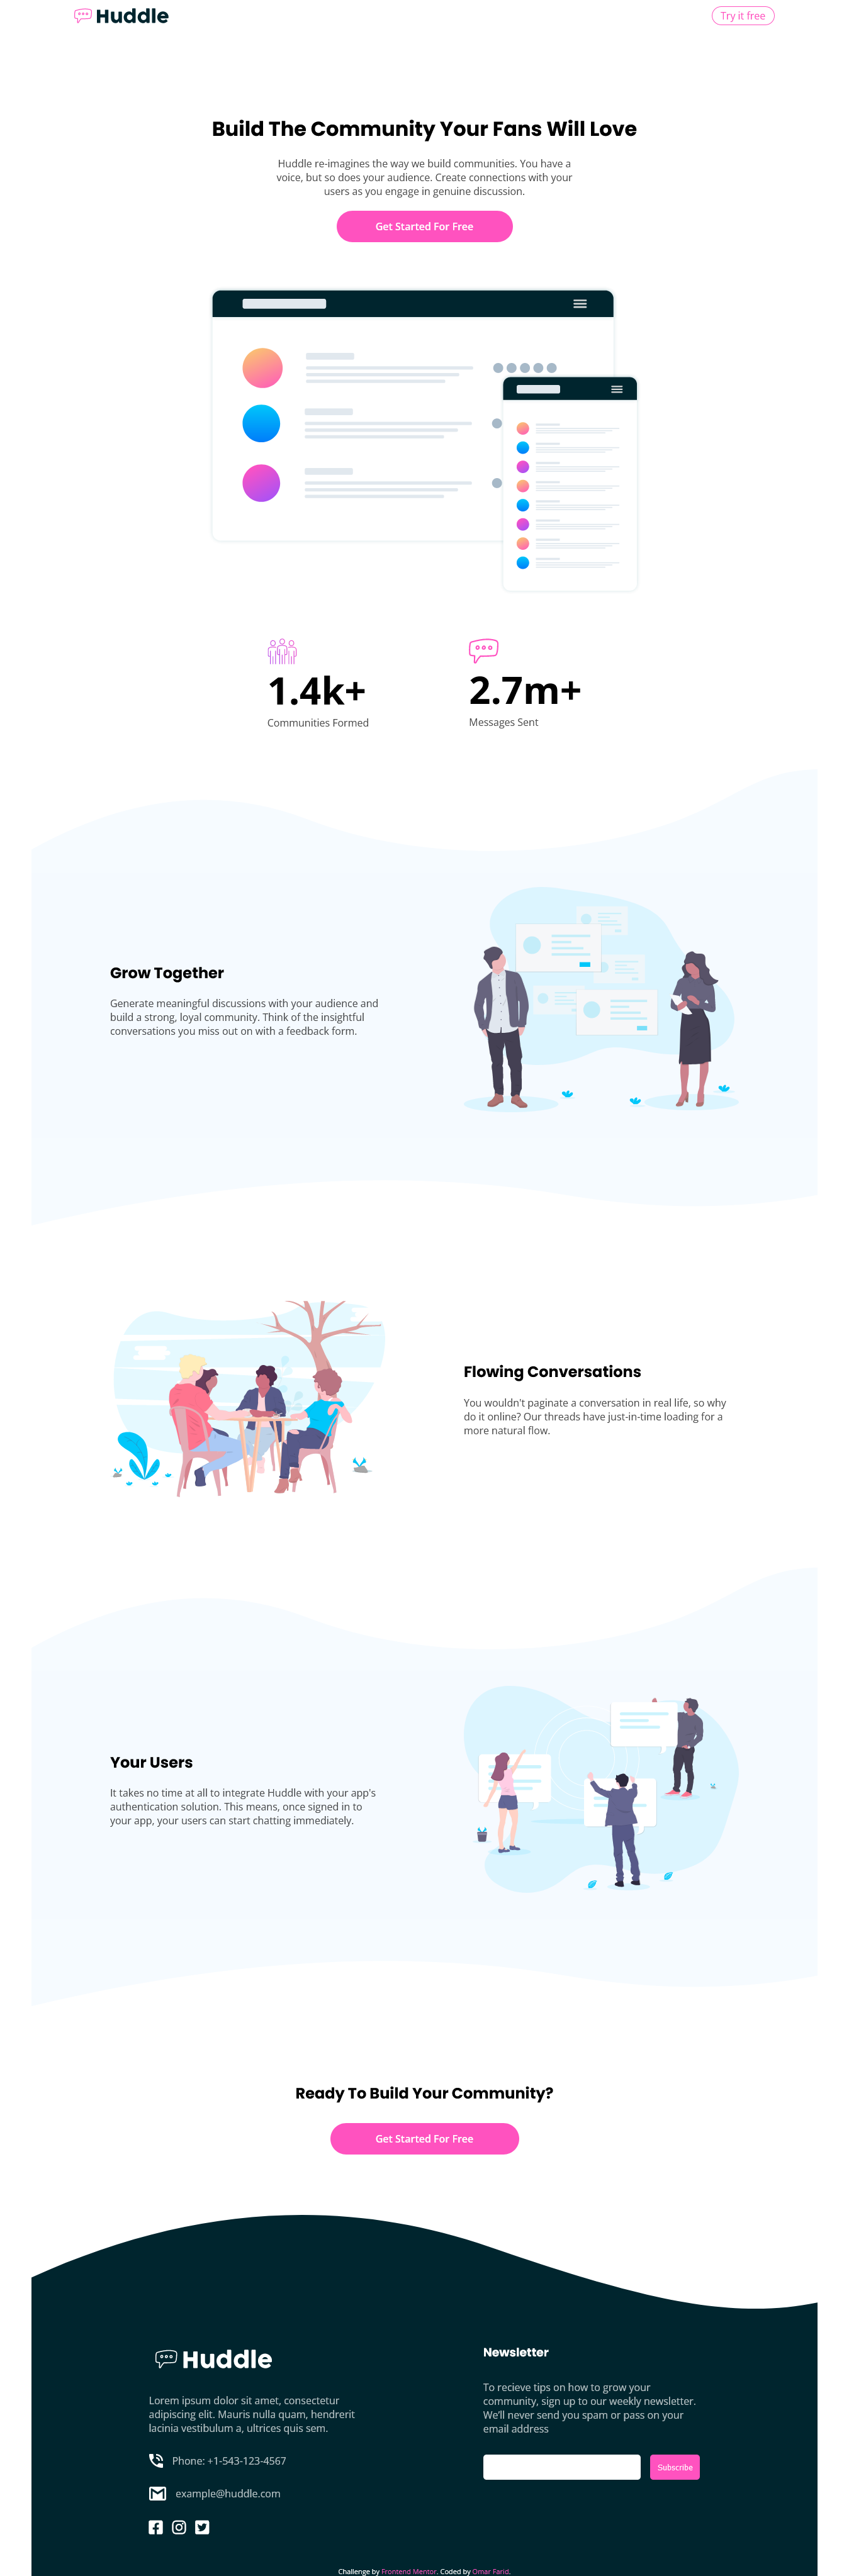 Huddle
Try it free
Build The Community Your Fans Will Love
Huddle re-imagines the way we build communities. You have a
voice, but so does your audience. Create connections with your
users as you engage in genuine discussion.
Get Started For Free
1.4k+
Communities Formed
2.7m+
Messages Sent
Grow Together
Generate meaningful discussions with your audience and
build a strong, loyal community. Think of the insightful
conversations you miss out on with a feedback form.
Flowing Conversations
You wouldn't paginate a conversation in real life, so why
do it online? Our threads have just-in-time loading for a
more natural flow.
Your Users
It takes no time at all to integrate Huddle with your app's
authentication solution. This means, once signed in to
your app, your users can start chatting immediately.
Ready To Build Your Community?
Get Started For Free
Huddle
Lorem ipsum dolor sit amet, consectetur
adipiscing elit. Mauris nulla quam, hendrerit
lacinia vestibulum a, ultrices quis sem.
Phone: +1-543-123-4567
example@huddle.com
Newsletter
To recieve tips on how to grow your
community, sign up to our weekly newsletter.
We'll never send you spam or pass on your
email address
Subscribe
Challenge by Frontend Mentor. Coded by Omar Farid.